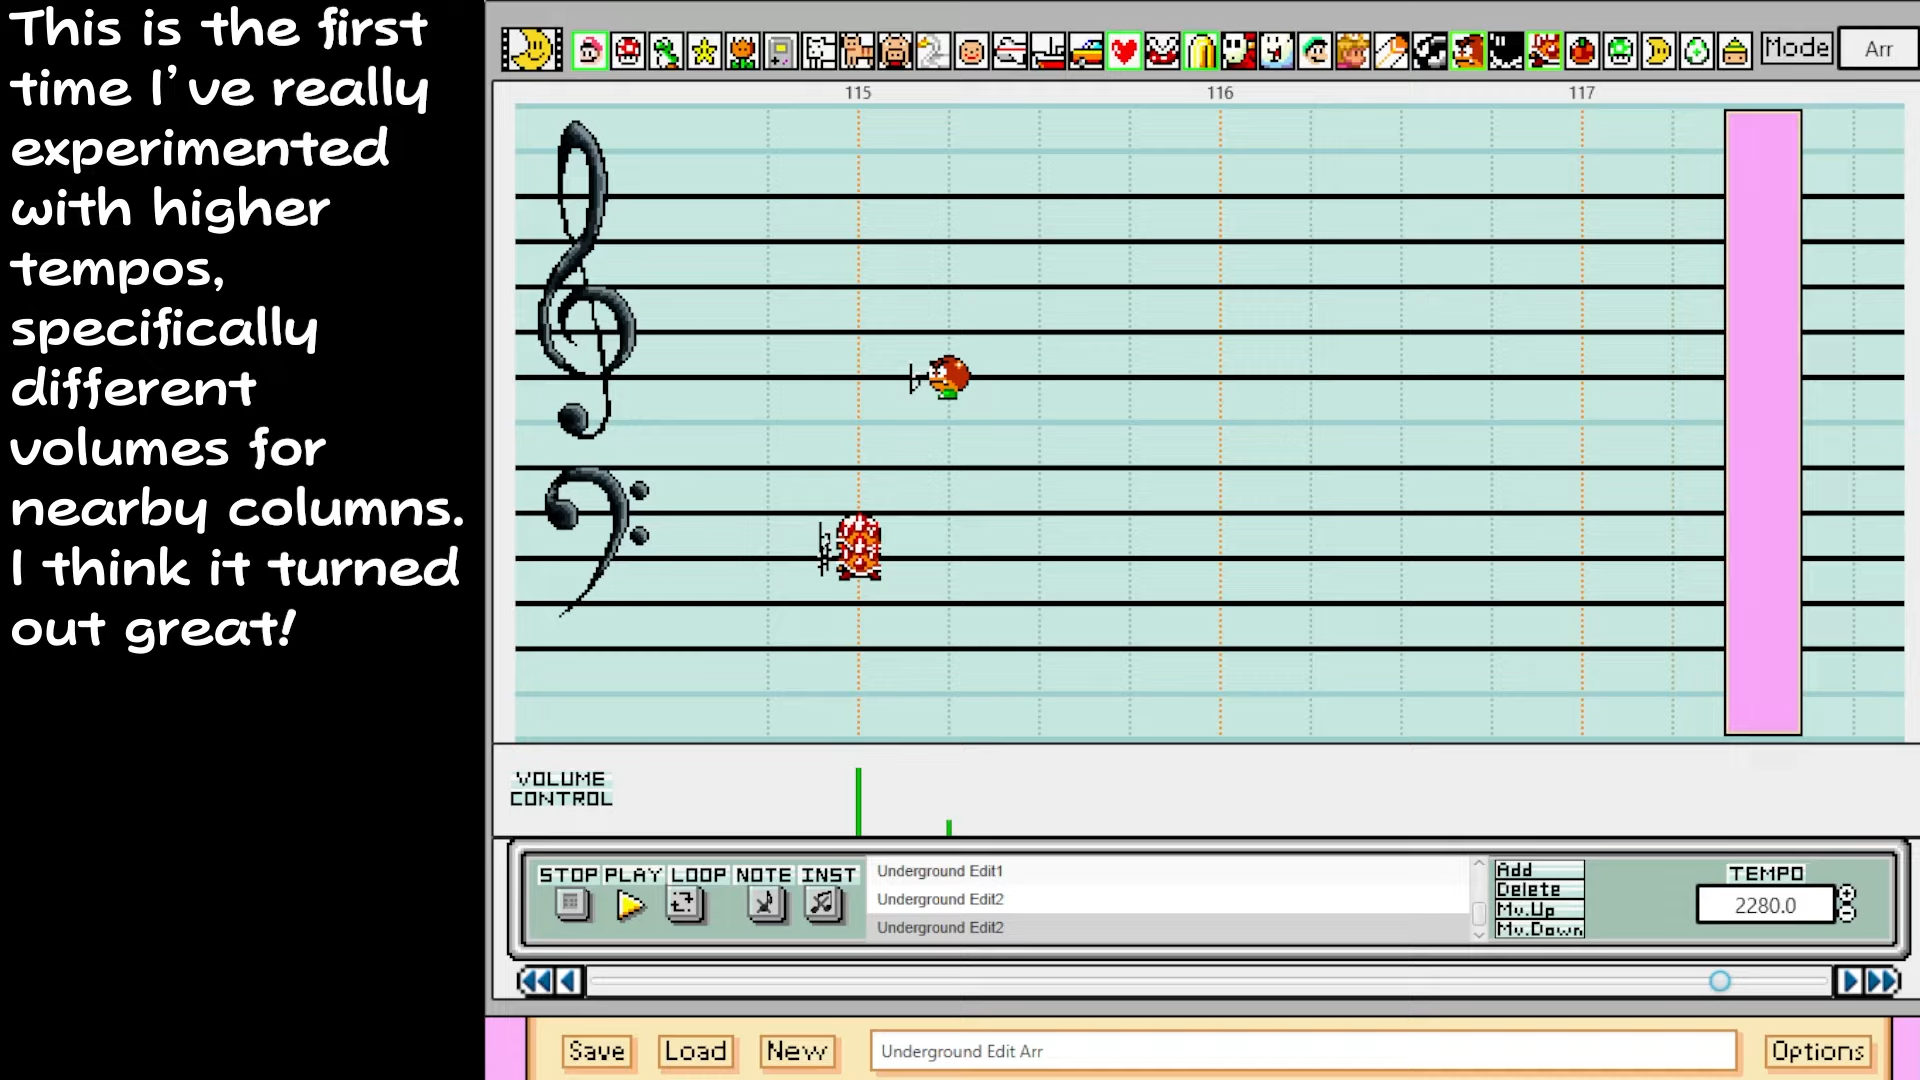 This is the first
time I've really
experimented
with higher
tempos,
specifically
different
volumes for
nearby columns.
I think it turned
out great!
Mode
Arr
115 116 117
VOLUME
CONTROL
STOP PLAY LOOP NOTE INST
Underground Edit1
Underground Edit2
Underground Edit2
Add
Delete
Mv.Up
Mv.Down
TEMPO
2280.0
Save Load New
Underground Edit Arr
Options